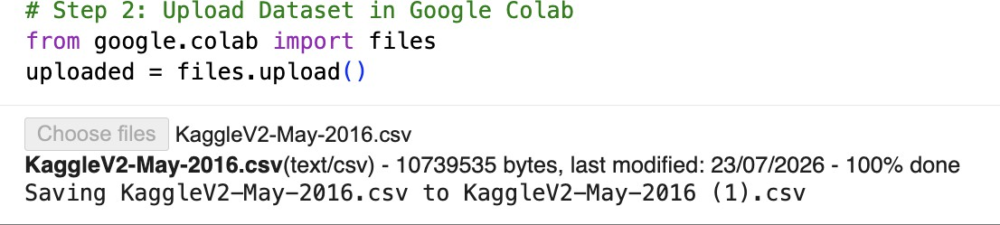 # Step 2: Upload Dataset in Google Colab
from google.colab import files
uploaded = files.upload()
Choose files KaggleV2-May-2016.csv
KaggleV2-May-2016.csv(text/csv) - 10739535 bytes, last modified: 23/07/2026 - 100% done
Saving KaggleV2-May-2016.csv to KaggleV2-May-2016 (1).csv